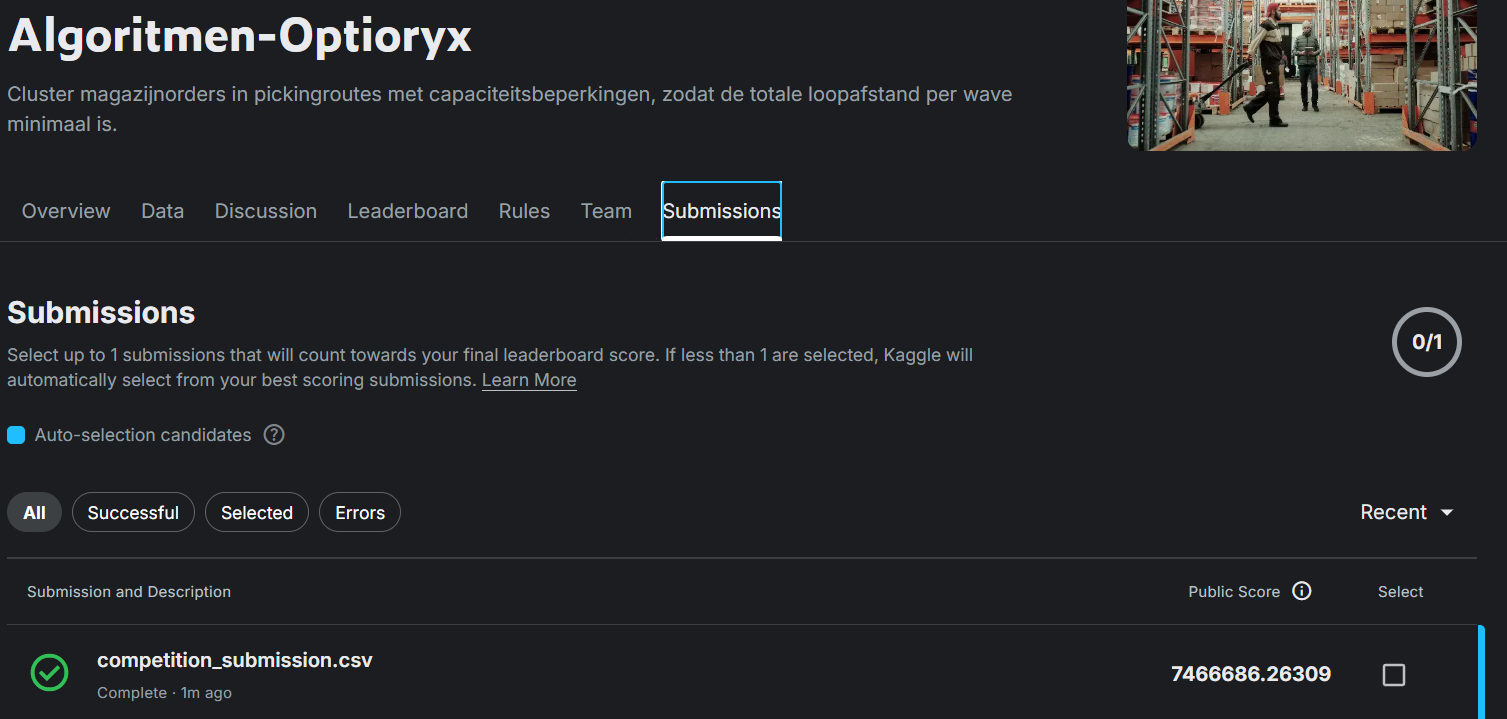 Algoritmen-Optioryx
Cluster magazijnorders in pickingroutes met capaciteitsbeperkingen, zodat de totale loopafstand per wave
minimaal is.
Overview Data Discussion Leaderboard Rules Team Submissions
Submissions
Select up to 1 submissions that will count towards your final leaderboard score. If less than 1 are selected, Kaggle will
automatically select from your best scoring submissions. Learn More
0/1
Auto-selection candidates ?
All Successful Selected Errors Recent
Submission and Description Public Score i Select
competition_submission.csv 7466686.26309
Complete · 1m ago